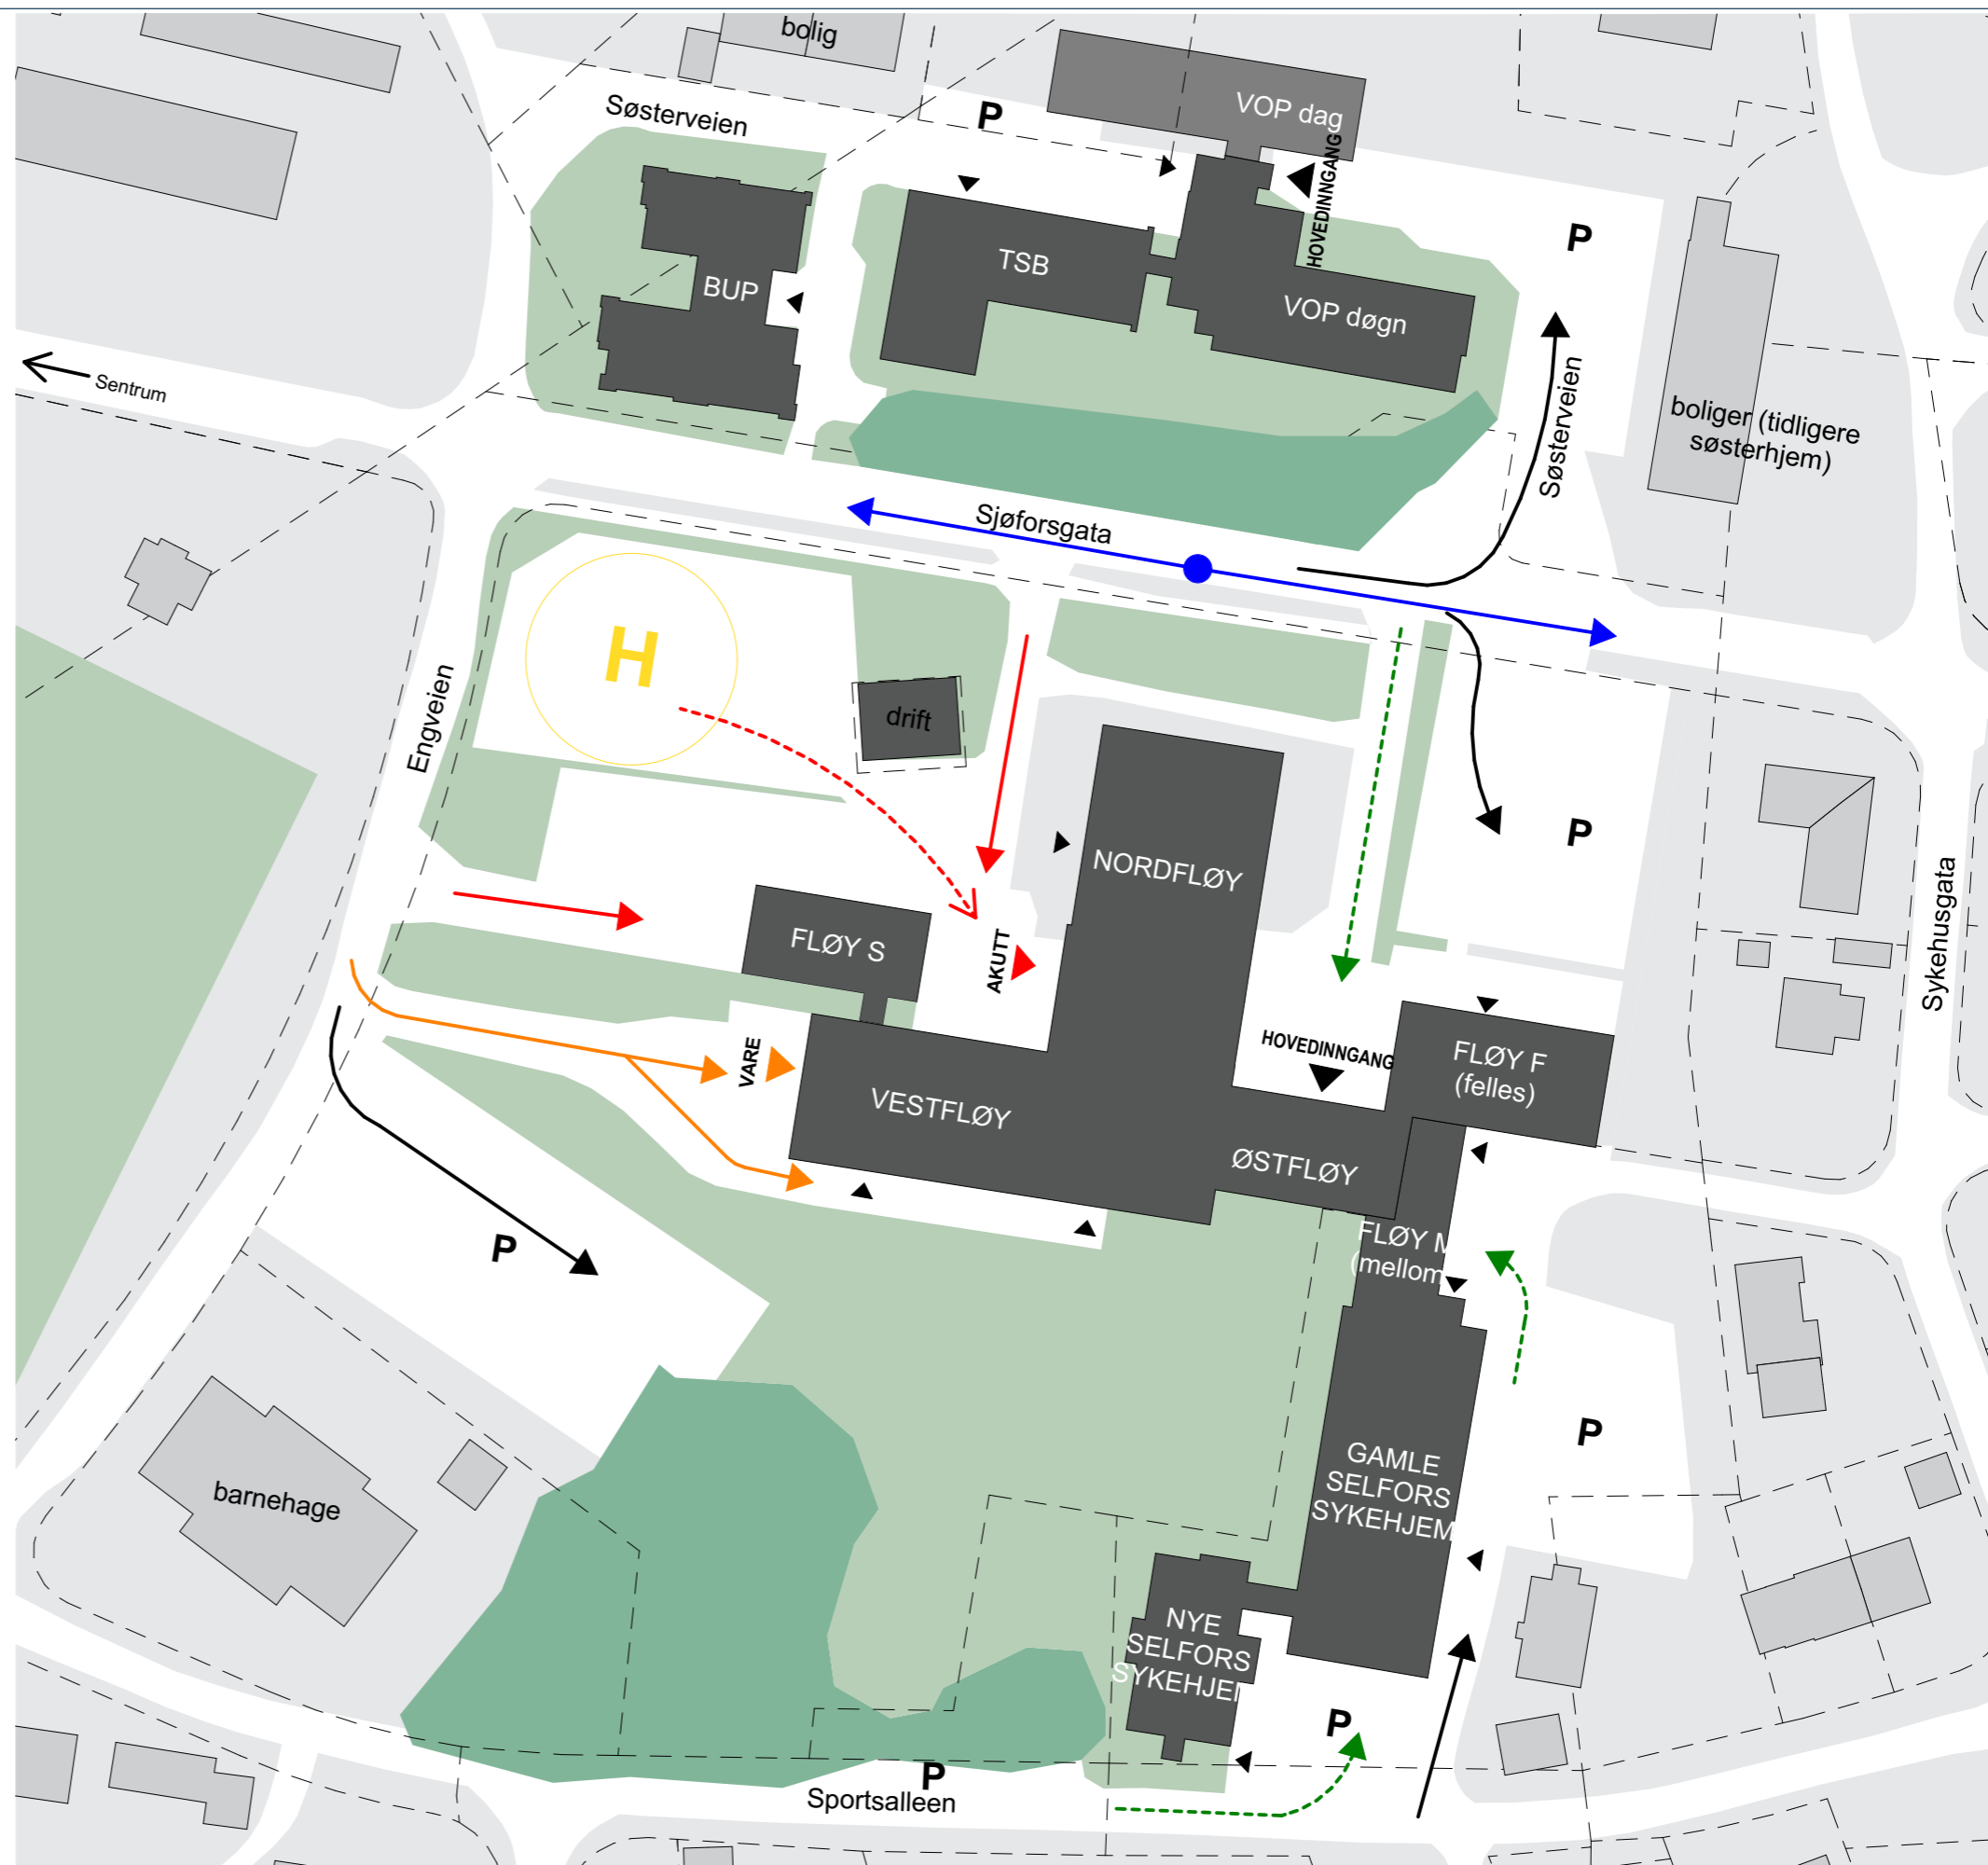 bolig
Søsterveien
P
VOP dag
HOVEDINNGANG
P
TSB
BUP
VOP døgn
Sentrum
Søsterveien
boliger (tidligere
søsterhjem)
Sjøforsgata
H
Engveien
drift
P
NORDFLØY
FLØY S
AKUTT
Sykehusgata
HOVEDINNGANG
FLØY F
(felles)
VARE
VESTFLØY
ØSTFLØY
FLØY M
(mellom
P
P
GAMLE
SELFORS
SYKEHJEM
barnehage
NYE
SELFORS
SYKEHJEM
P
P
Sportsalleen